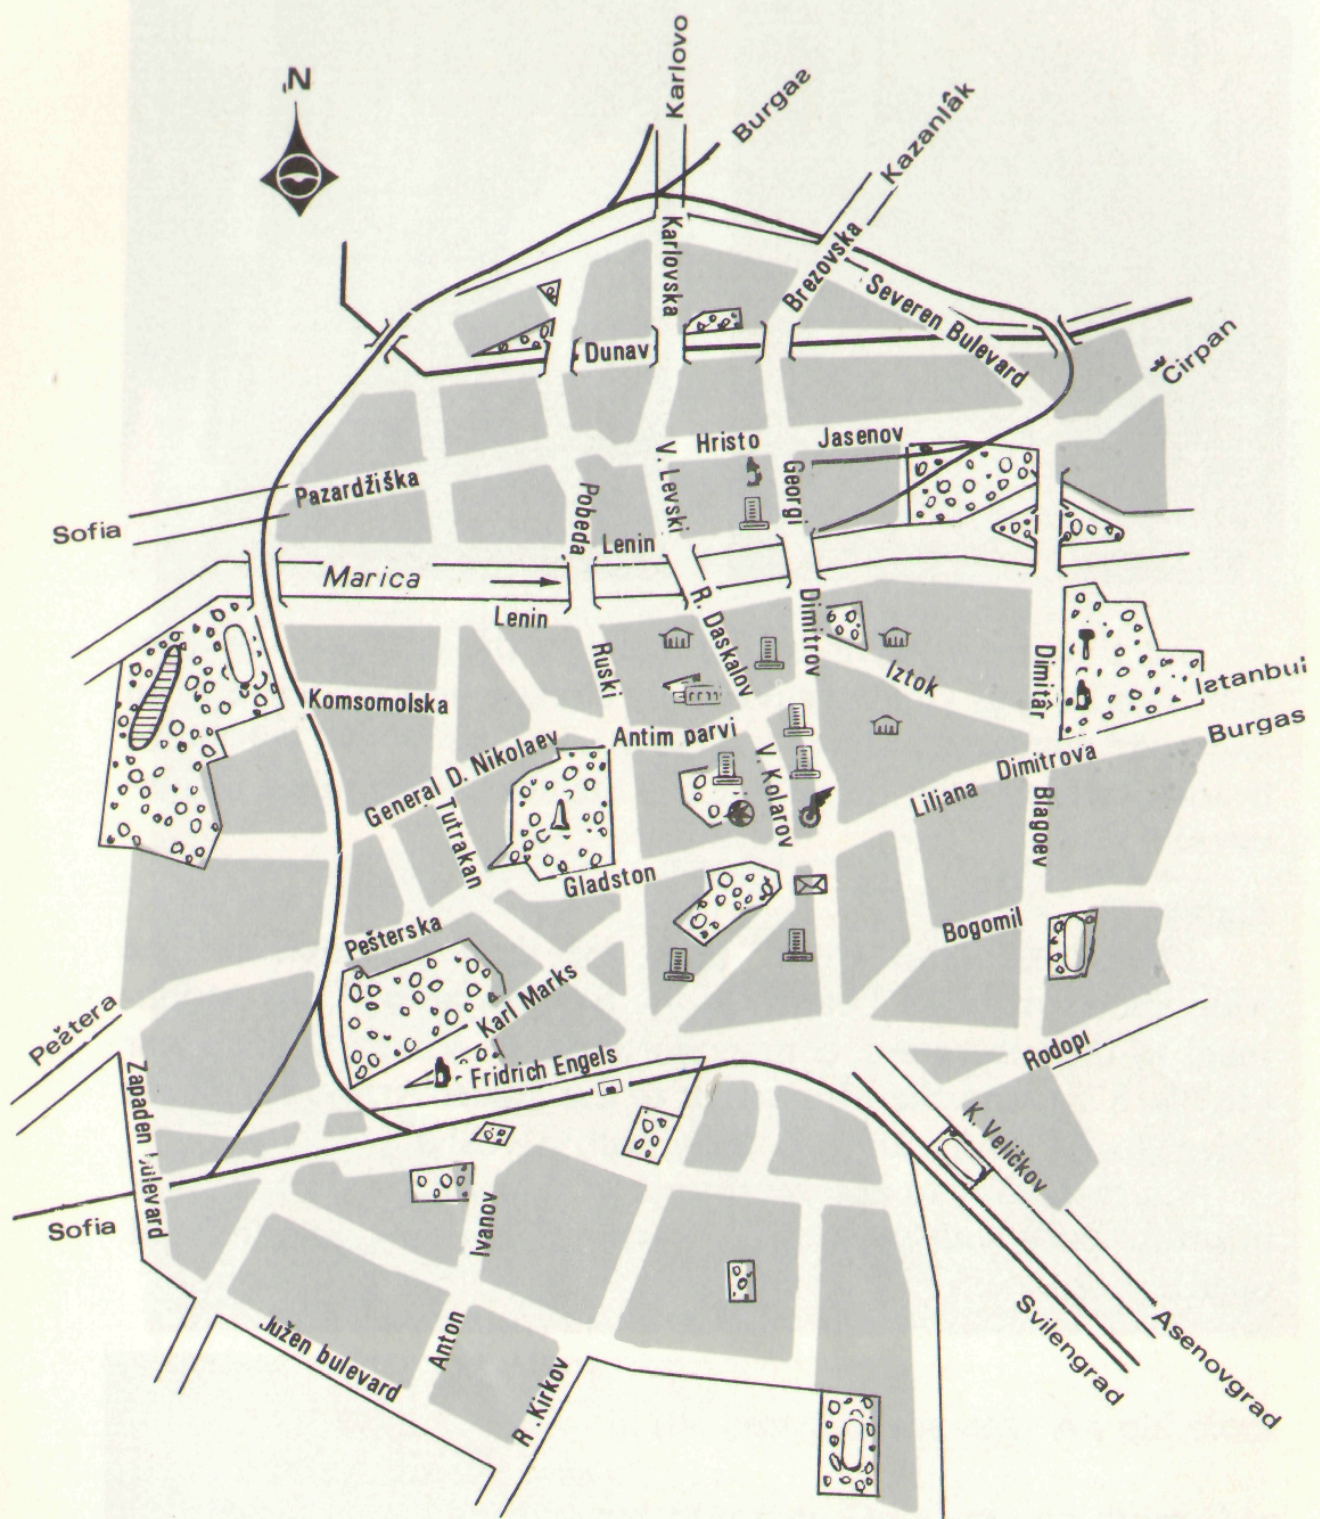 N
Karlovo
Burgas
Kazanlâk
Karlovska
Brezovska
Severen Bulevard
Dunav
Čirpan
Hristo Jasenov
V. Levski
Georgi
Pazardžiška
Sofia
Pobeda
Lenin
Marica
Lenin
R. Daskalov
Dimitrov
Ruski
Iztok
Dimităr
Istanbul
Burgas
Komsomolska
Antim parvi
General D. Nikolaev
V. Kolarov
Liljana Dimitrova
Tutrakan
Blagoev
Gladston
Bogomil
Pešterska
Karl Marks
Peštera
Fridrich Engels
Rodopi
Zapaden bulevard
K. Veličkov
Sofia
Ivanov
Anton
Južen bulevard
R. Kirkov
Svilengrad
Asenovgrad